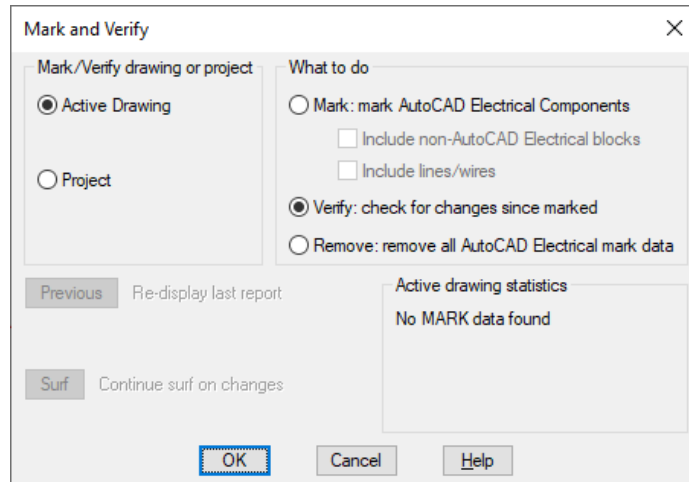 Mark and Verify
Mark/Verify drawing or project
Active Drawing
Project
What to do
Mark: mark AutoCAD Electrical Components
Include non-AutoCAD Electrical blocks
Include lines/wires
Verify: check for changes since marked
Remove: remove all AutoCAD Electrical mark data
Previous Re-display last report
Active drawing statistics
No MARK data found
Surf Continue surf on changes
OK Cancel Help